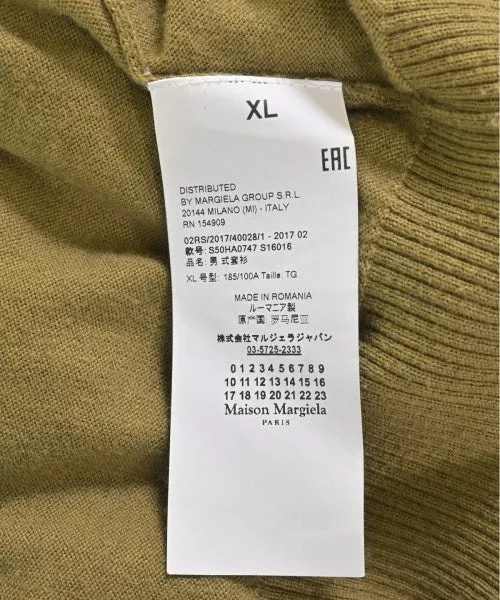 XL
EAC
DISTRIBUTED
BY MARGIELA GROUP S.R.L.
20144 MILANO (MI) - ITALY
RN 154909
02RS/2017/40028/1 - 2017 02
款号: S50HA0747 S16016
品名: 男 式套衫
XL 号型: 185/100A Taille: TG
MADE IN ROMANIA
ルーマニア製
原产国: 罗马尼亚
株式会社マルジェラジャパン
03-5725-2333
0 1 2 3 4 5 6 7 8 9
10 11 12 13 14 15 16
17 18 19 20 21 22 23
Maison Margiela
PARIS